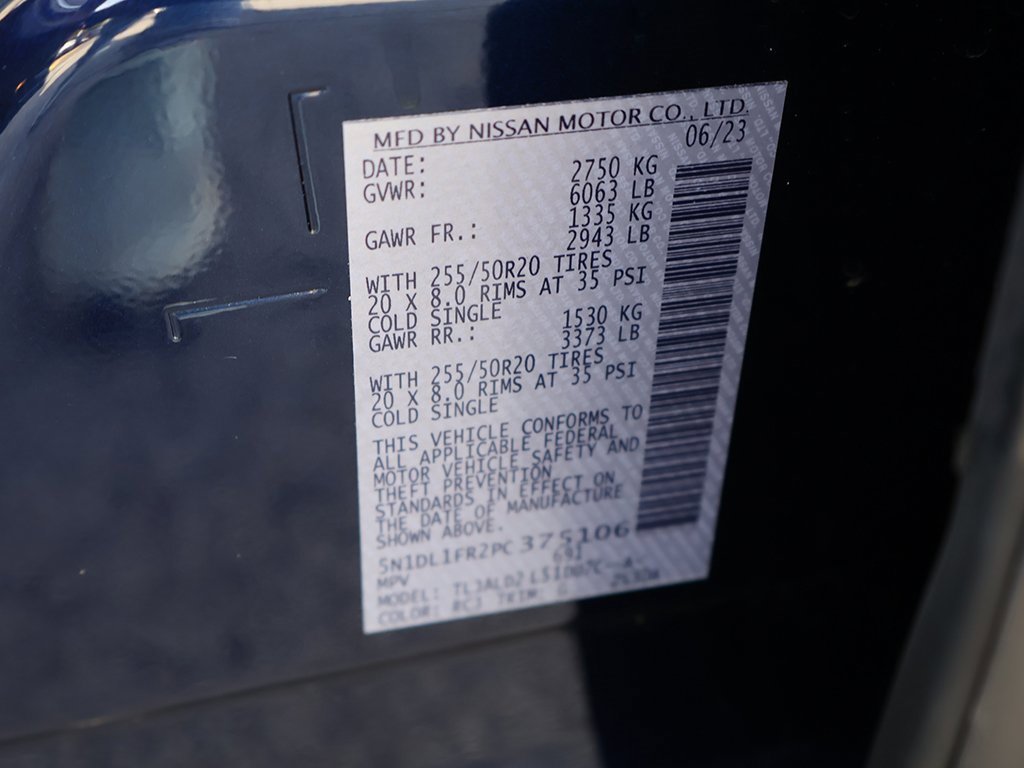 MFD BY NISSAN MOTOR CO., LTD.
DATE: 06/23
GVWR: 2750 KG
6063 LB
GAWR FR.: 1335 KG
2943 LB
WITH 255/50R20 TIRES
20 X 8.0 RIMS AT 35 PSI
COLD SINGLE
GAWR RR.: 1530 KG
3373 LB
WITH 255/50R20 TIRES
20 X 8.0 RIMS AT 35 PSI
COLD SINGLE
THIS VEHICLE CONFORMS TO
ALL APPLICABLE FEDERAL
MOTOR VEHICLE SAFETY AND
THEFT PREVENTION
STANDARDS IN EFFECT ON
THE DATE OF MANUFACTURE
SHOWN ABOVE.
5N1DL1FR2PC375106
MPV 691
MODEL:
COLOR: TRIM: G